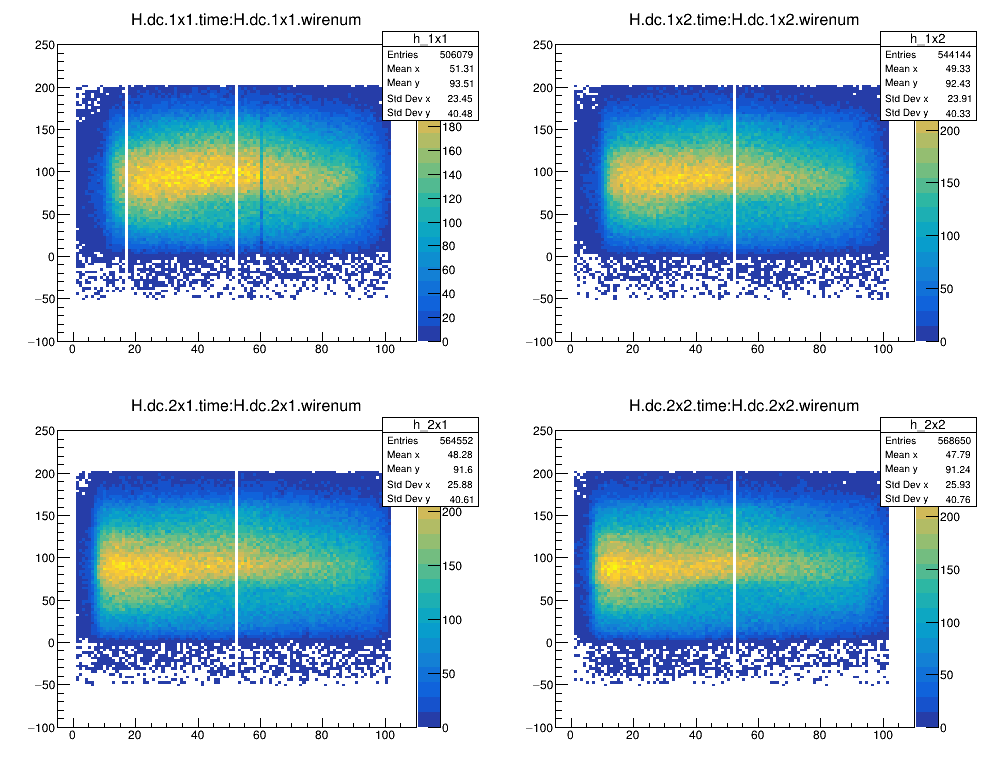 H.dc.1x1.time:H.dc.1x1.wirenum
h_1x1
Entries 506079
Mean x 51.31
Mean y 93.51
Std Dev x 23.45
Std Dev y 40.48
250
200
150
100
50
0
−50
−100
0 20 40 60 80 100
180
160
140
120
100
80
60
40
20
0
H.dc.1x2.time:H.dc.1x2.wirenum
h_1x2
Entries 544144
Mean x 49.33
Mean y 92.43
Std Dev x 23.91
Std Dev y 40.33
250
200
150
100
50
0
−50
−100
0 20 40 60 80 100
200
150
100
50
0
H.dc.2x1.time:H.dc.2x1.wirenum
h_2x1
Entries 564552
Mean x 48.28
Mean y 91.6
Std Dev x 25.88
Std Dev y 40.61
250
200
150
100
50
0
−50
−100
0 20 40 60 80 100
200
150
100
50
0
H.dc.2x2.time:H.dc.2x2.wirenum
h_2x2
Entries 568650
Mean x 47.79
Mean y 91.24
Std Dev x 25.93
Std Dev y 40.76
250
200
150
100
50
0
−50
−100
0 20 40 60 80 100
200
150
100
50
0